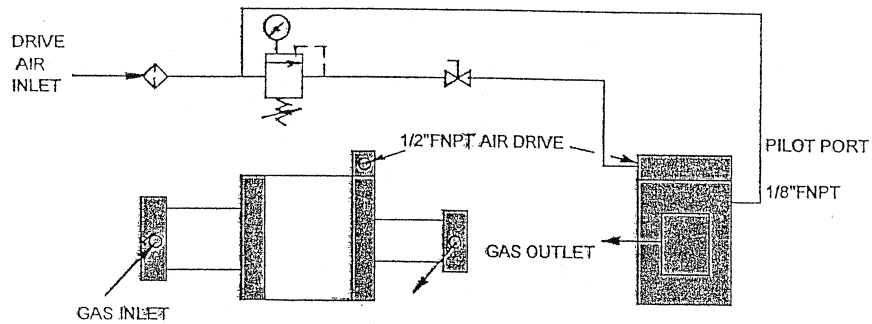 DRIVE
AIR
INLET
1/2"FNPT AIR DRIVE
PILOT PORT
1/8"FNPT
GAS OUTLET
GAS INLET